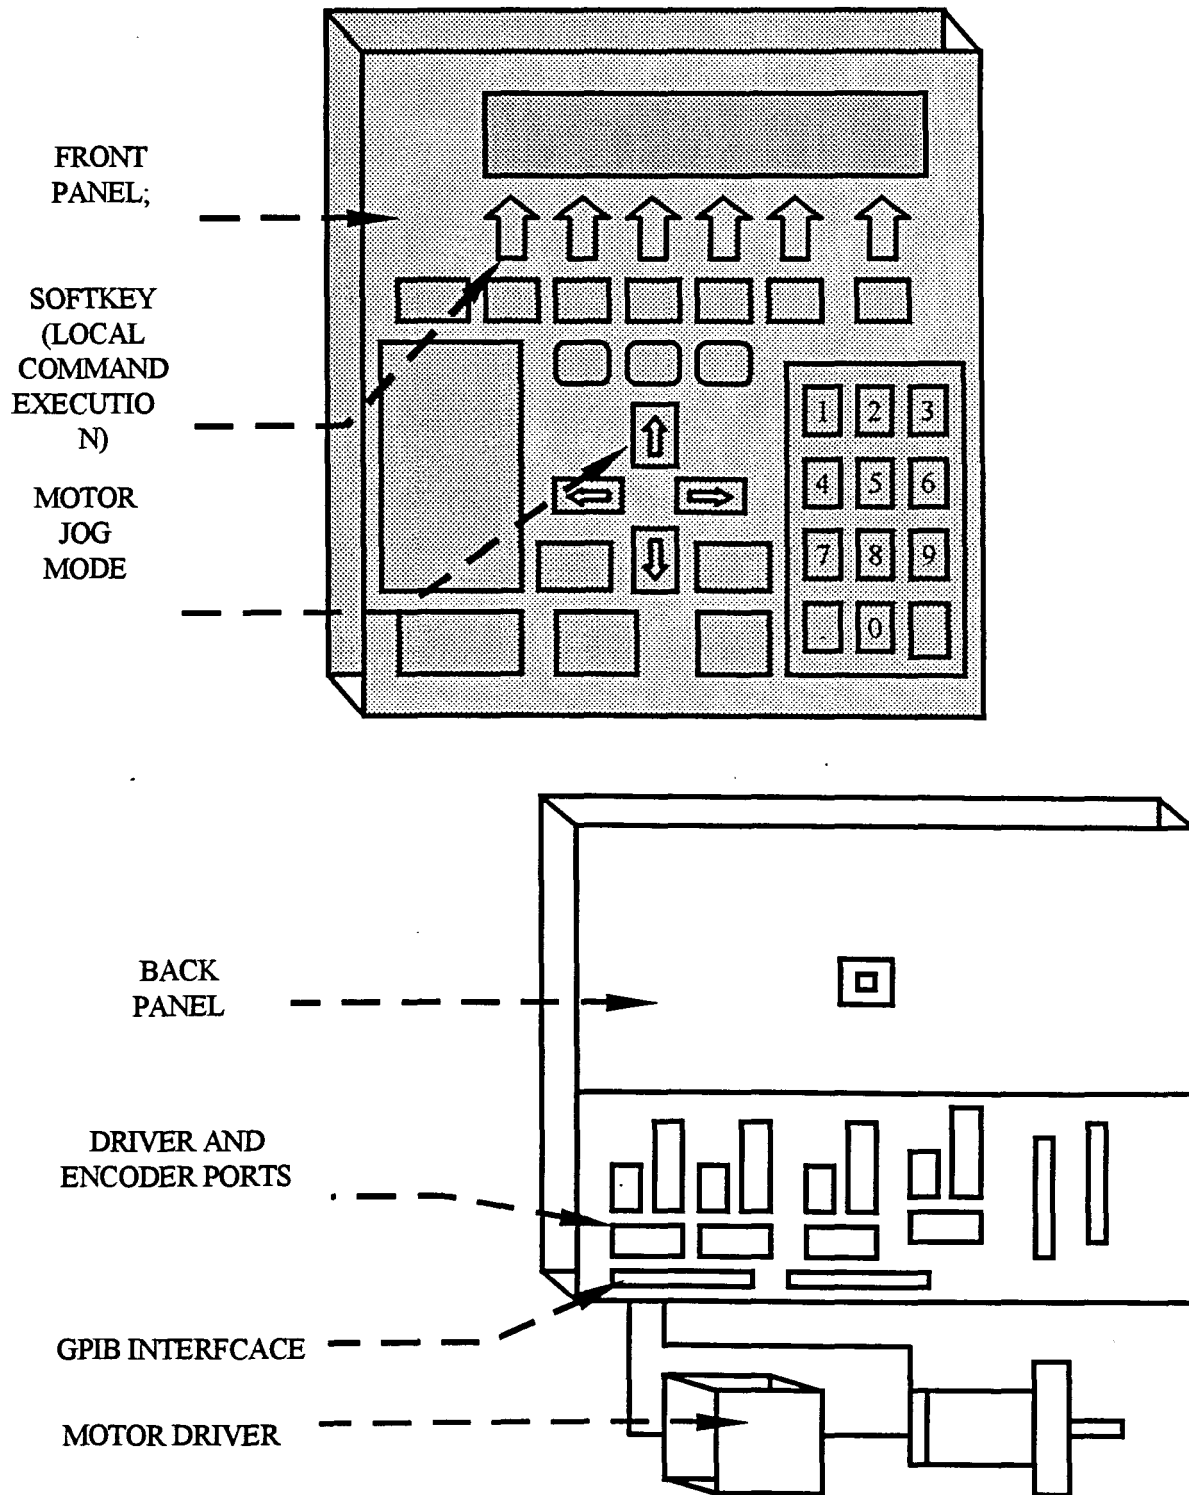 FRONT
PANEL;
SOFTKEY
(LOCAL
COMMAND
EXECUTIO
N)
MOTOR
JOG
MODE
1 2 3
4 5 6
7 8 9
. 0
BACK
PANEL
DRIVER AND
ENCODER PORTS
GPIB INTERFCACE
MOTOR DRIVER